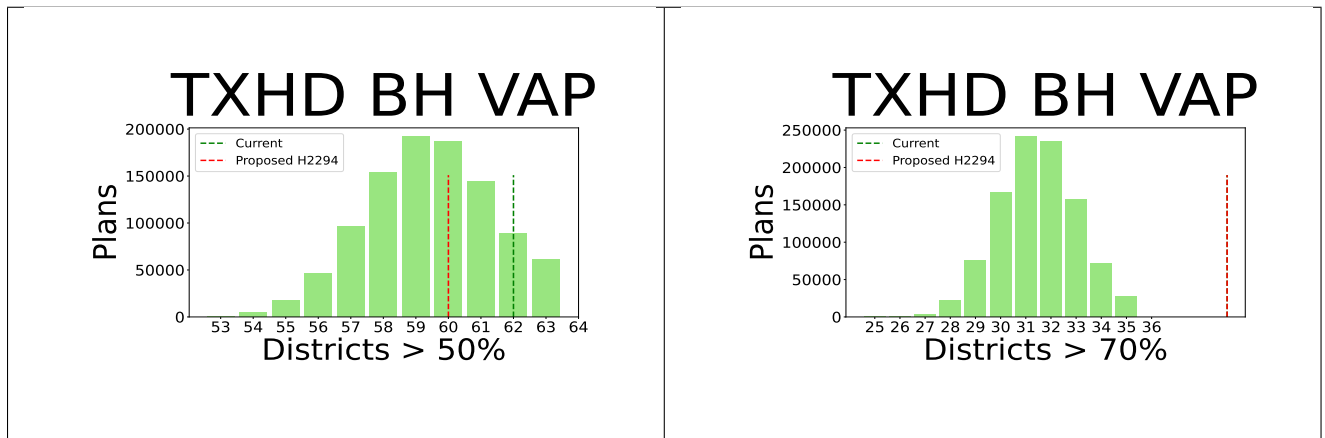 TXHD BH VAP
200000
150000
100000
50000
0
Plans
Current
Proposed H2294
53 54 55 56 57 58 59 60 61 62 63 64
Districts > 50%
TXHD BH VAP
250000
200000
150000
100000
50000
0
Plans
Current
Proposed H2294
25 26 27 28 29 30 31 32 33 34 35 36
Districts > 70%